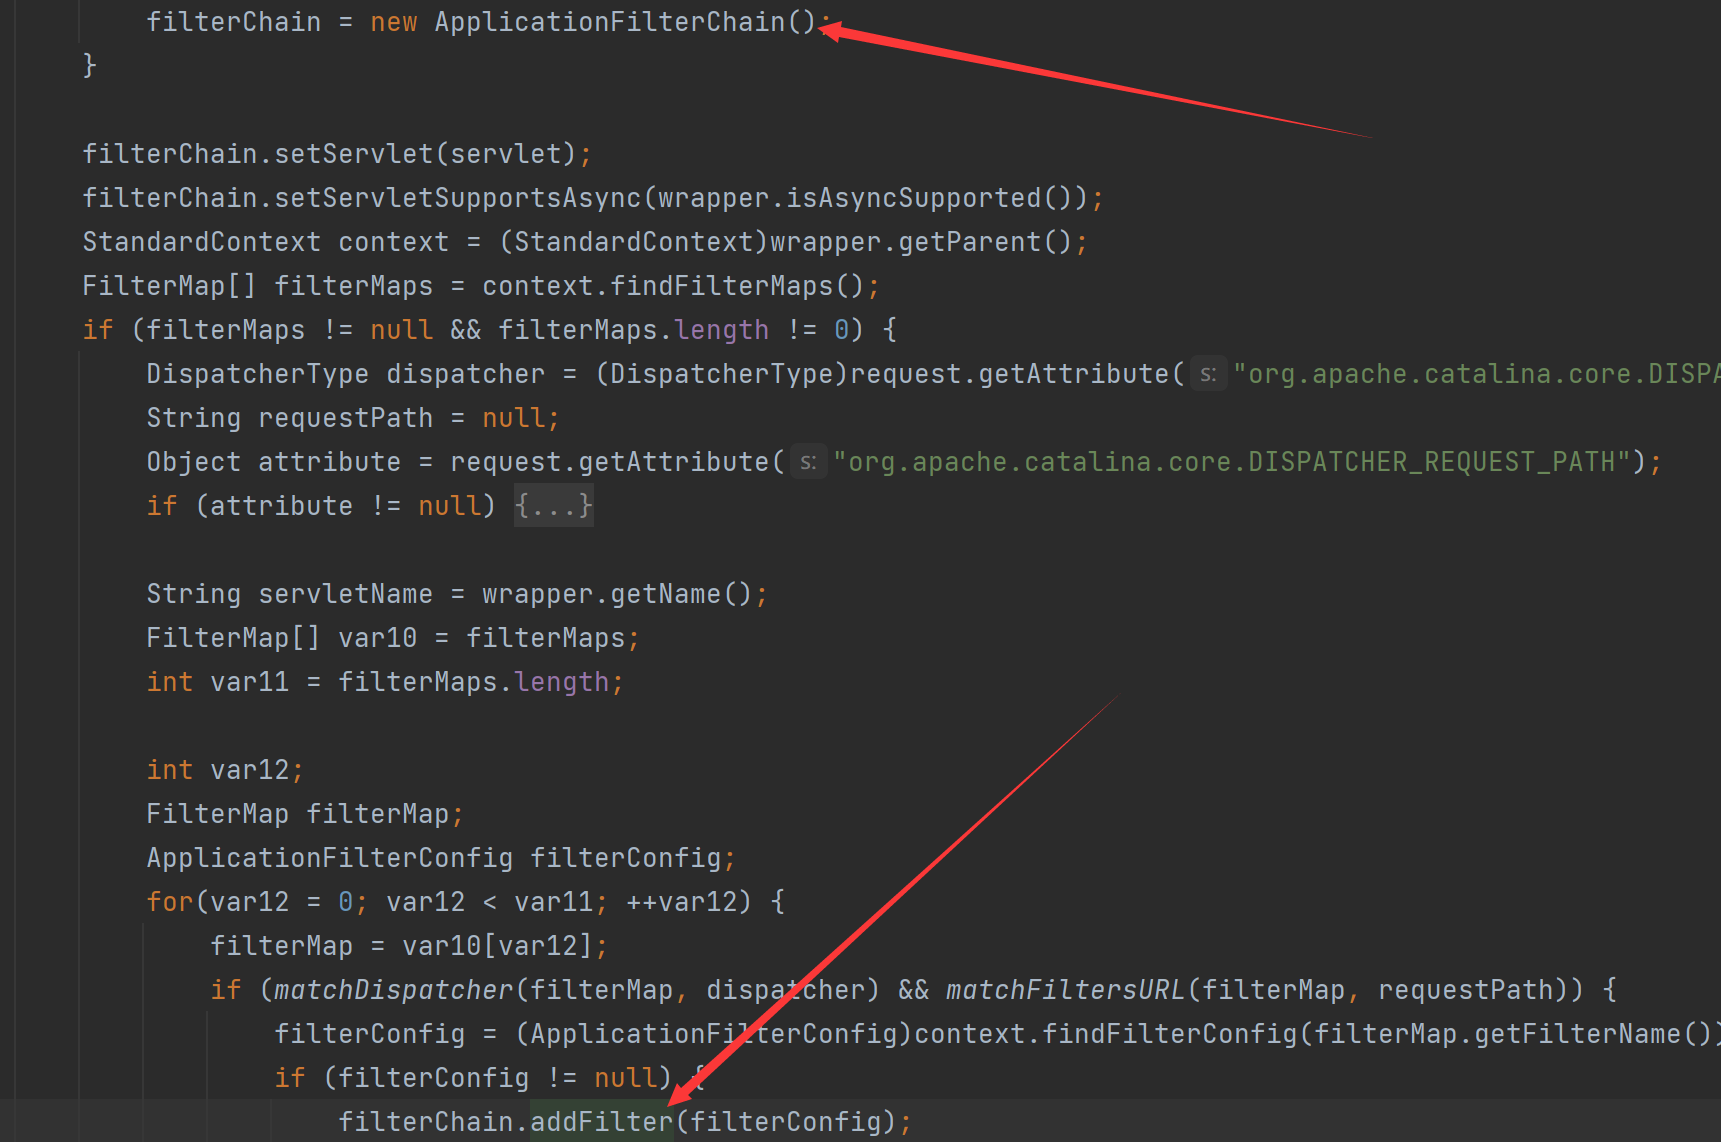 filterChain = new ApplicationFilterChain();
}
filterChain.setServlet(servlet);
filterChain.setServletSupportsAsync(wrapper.isAsyncSupported());
StandardContext context = (StandardContext)wrapper.getParent();
FilterMap[] filterMaps = context.findFilterMaps();
if (filterMaps != null && filterMaps.length != 0) {
DispatcherType dispatcher = (DispatcherType)request.getAttribute( s: "org.apache.catalina.core.DISPA
String requestPath = null;
Object attribute = request.getAttribute( s: "org.apache.catalina.core.DISPATCHER_REQUEST_PATH");
if (attribute != null) {...}
String servletName = wrapper.getName();
FilterMap[] var10 = filterMaps;
int var11 = filterMaps.length;
int var12;
FilterMap filterMap;
ApplicationFilterConfig filterConfig;
for(var12 = 0; var12 < var11; ++var12) {
filterMap = var10[var12];
if (matchDispatcher(filterMap, dispatcher) && matchFiltersURL(filterMap, requestPath)) {
filterConfig = (ApplicationFilterConfig)context.findFilterConfig(filterMap.getFilterName())
if (filterConfig != null) {
filterChain.addFilter(filterConfig);